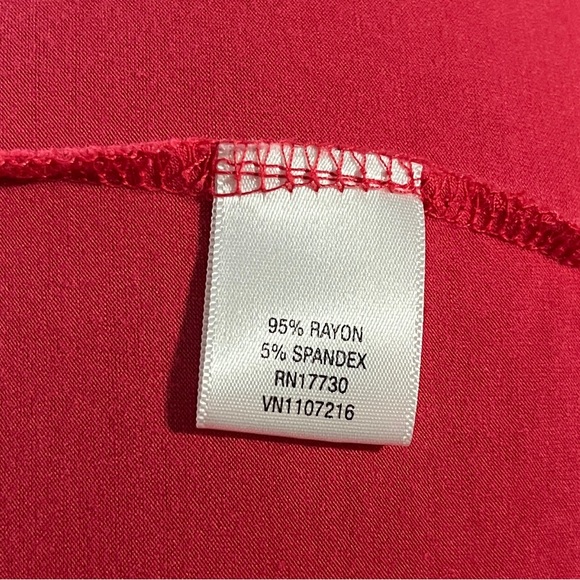 95% RAYON
5% SPANDEX
RN17730
VN1107216